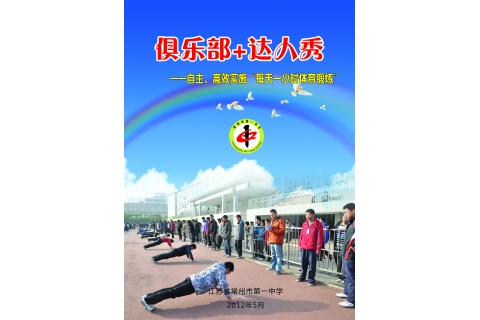 俱乐部+达人秀
——自主、高效实施“每天一小时体育锻炼”
江苏省常州市第一中学
2012年5月